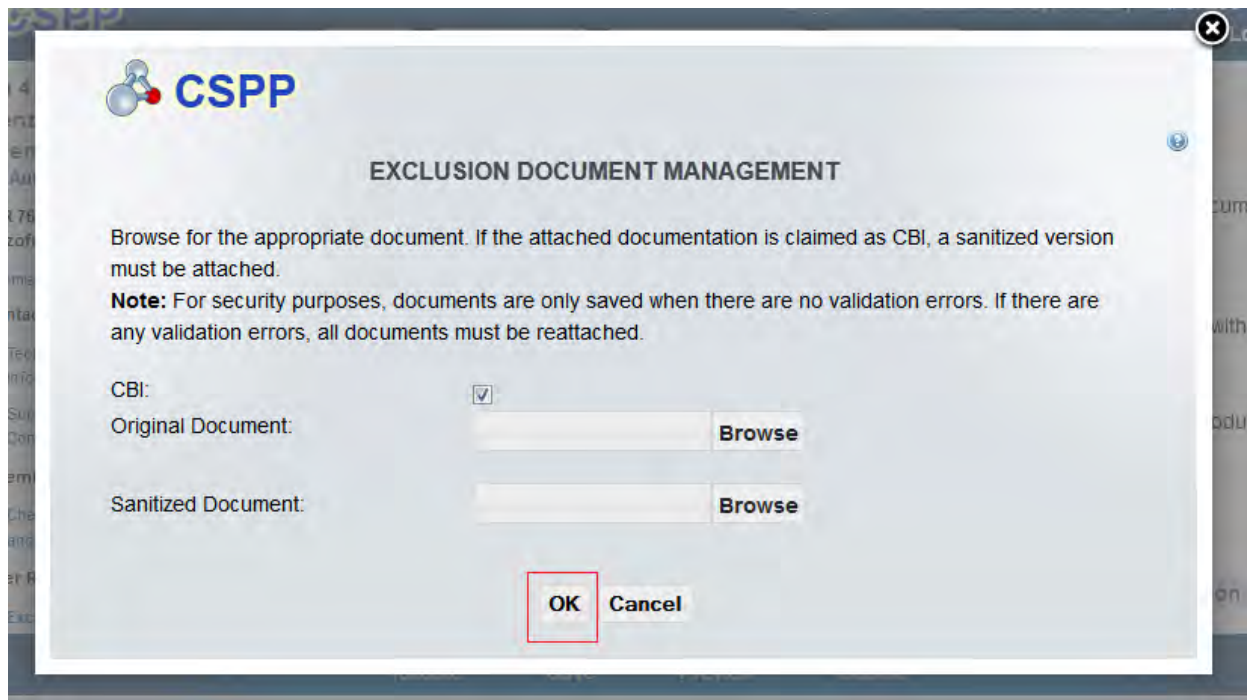 CSPP
CSPP
EXCLUSION DOCUMENT MANAGEMENT
Browse for the appropriate document. If the attached documentation is claimed as CBI, a sanitized version
must be attached.
Note: For security purposes, documents are only saved when there are no validation errors. If there are
any validation errors, all documents must be reattached.
CBI:
Original Document: Browse
Sanitized Document: Browse
OK Cancel